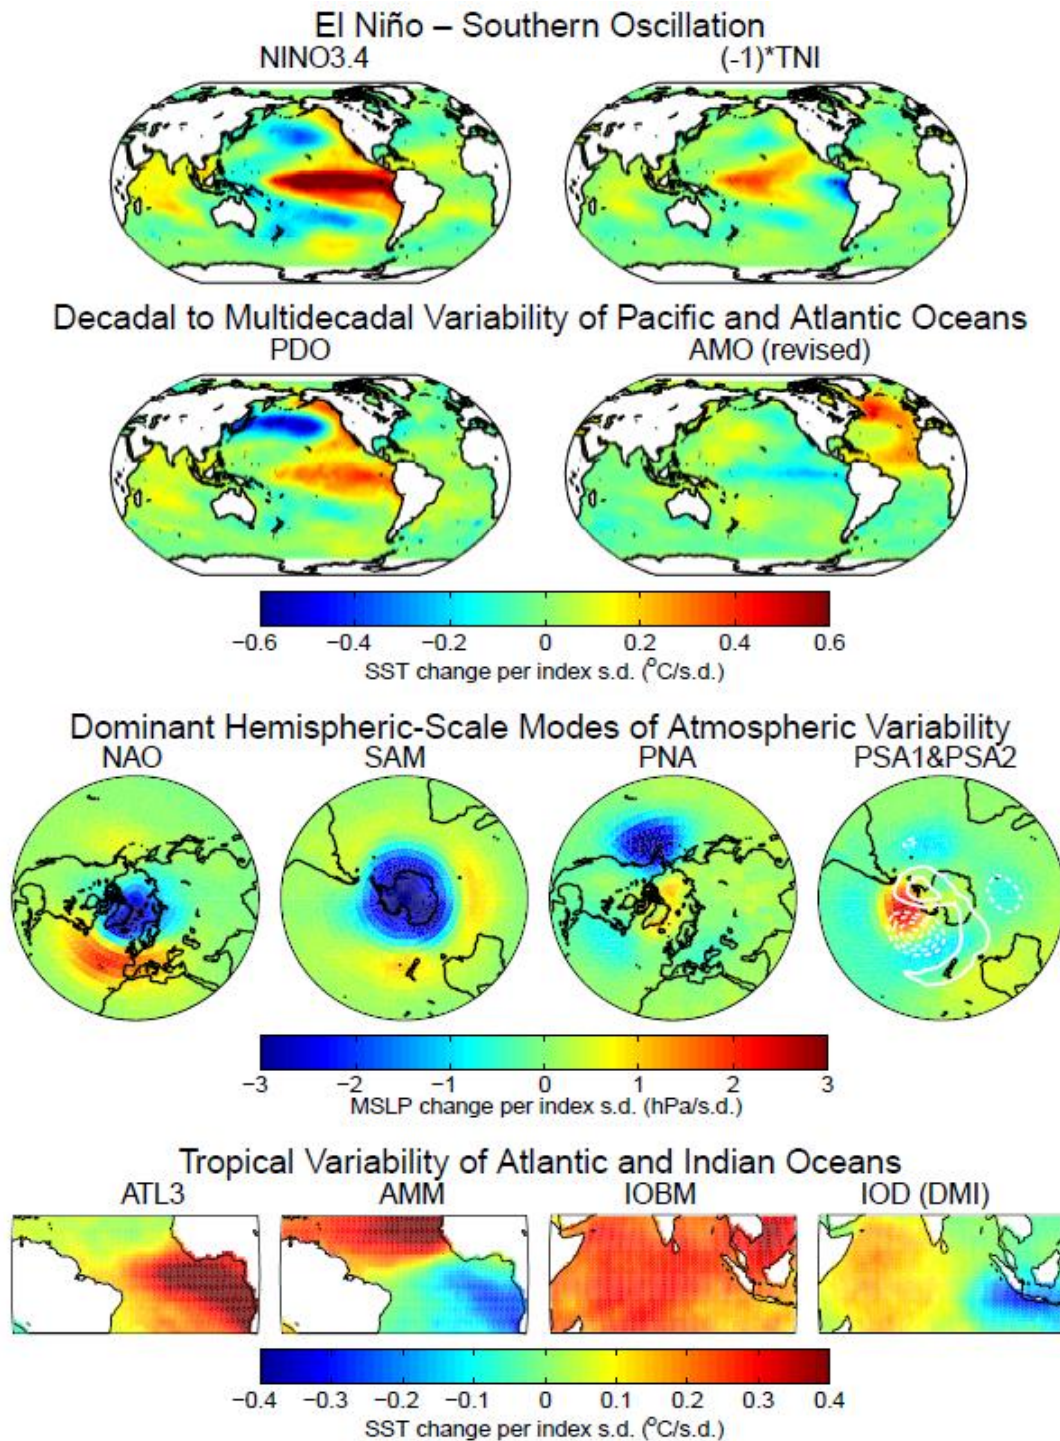 El Niño – Southern Oscillation
NINO3.4 (-1)*TNI
Decadal to Multidecadal Variability of Pacific and Atlantic Oceans
PDO AMO (revised)
−0.6 −0.4 −0.2 0 0.2 0.4 0.6
SST change per index s.d. (°C/s.d.)
Dominant Hemispheric-Scale Modes of Atmospheric Variability
NAO SAM PNA PSA1&PSA2
−3 −2 −1 0 1 2 3
MSLP change per index s.d. (hPa/s.d.)
Tropical Variability of Atlantic and Indian Oceans
ATL3 AMM IOBM IOD (DMI)
−0.4 −0.3 −0.2 −0.1 0 0.1 0.2 0.3 0.4
SST change per index s.d. (°C/s.d.)